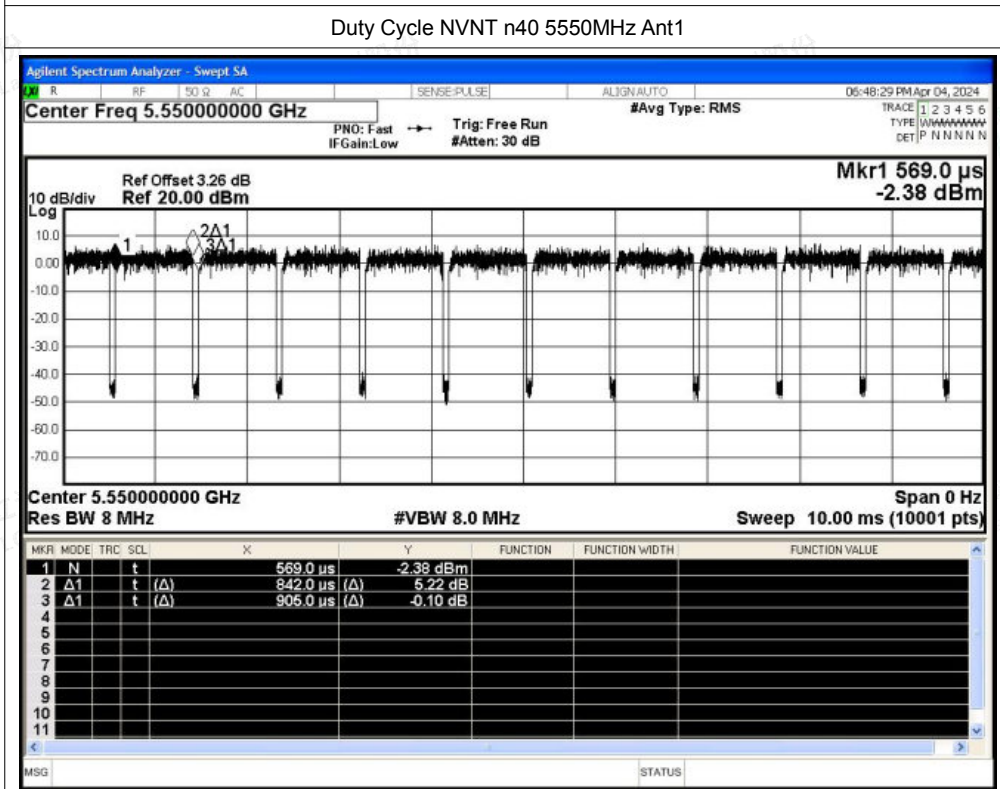 Duty Cycle NVNT n40 5550MHz Ant1
Agilent Spectrum Analyzer - Swept SA
R RF 50 Ω AC SENSE:PULSE ALIGN AUTO 06:48:29 PM Apr 04, 2024
Center Freq 5.550000000 GHz #Avg Type: RMS TRACE 1 2 3 4 5 6
PNO: Fast Trig: Free Run TYPE
IFGain:Low #Atten: 30 dB DET P N N N N N
Mkr1 569.0 µs
Ref Offset 3.26 dB
10 dB/div Ref 20.00 dBm -2.38 dBm
Log
10.0
1 2Δ1
3Δ1
0.00
-10.0
-20.0
-30.0
-40.0
-50.0
-60.0
-70.0
Center 5.550000000 GHz Span 0 Hz
Res BW 8 MHz #VBW 8.0 MHz Sweep 10.00 ms (10001 pts)
MKR MODE TRC SCL X Y FUNCTION FUNCTION WIDTH FUNCTION VALUE
1 N t 569.0 µs -2.38 dBm
2 Δ1 t (Δ) 842.0 µs (Δ) 5.22 dB
3 Δ1 t (Δ) 905.0 µs (Δ) -0.10 dB
4
5
6
7
8
9
10
11
MSG STATUS